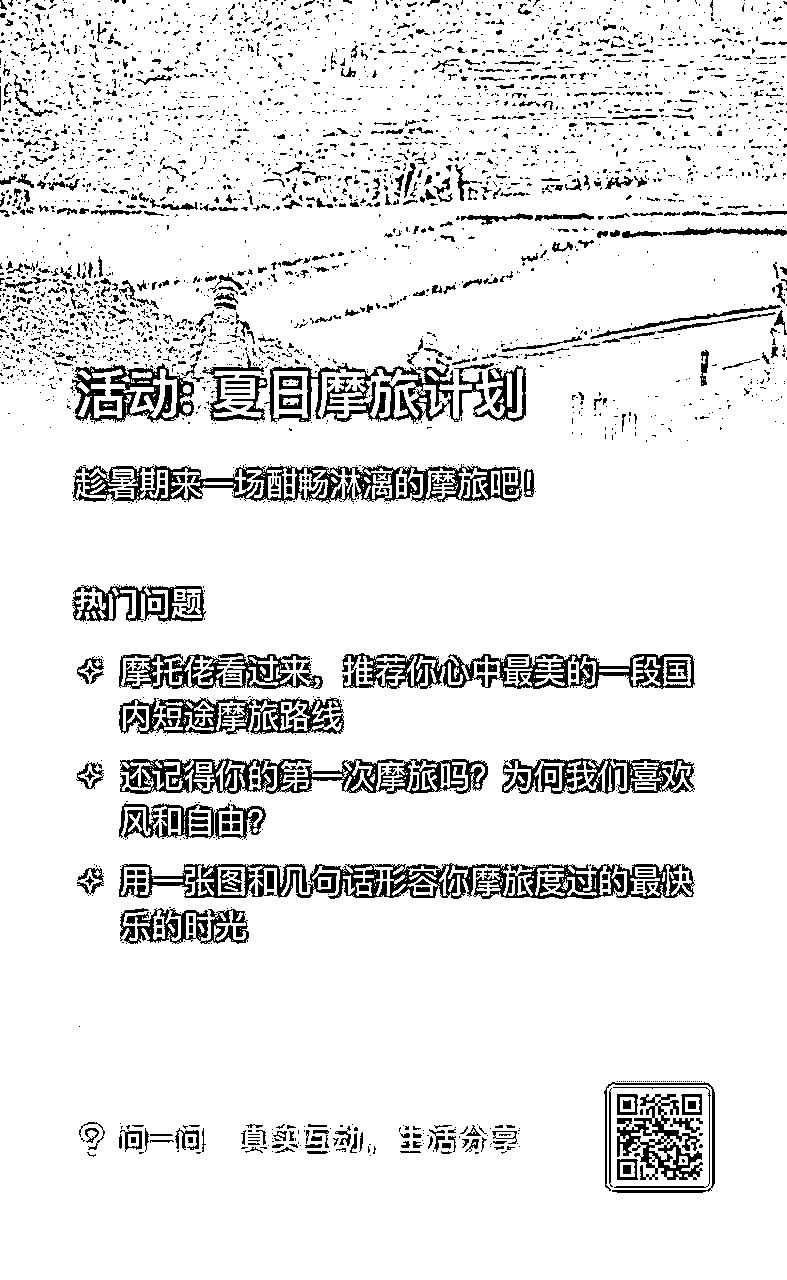 活动: 夏日摩旅计划
趁暑期来一场酣畅淋漓的摩旅吧!
热门问题
摩托佬看过来，推荐你心中最美的一段国
内短途摩旅路线
还记得你的第一次摩旅吗？为何我们喜欢
风和自由？
用一张图和几句话形容你摩旅度过的最快
乐的时光
问一问 真实互动，生活分享